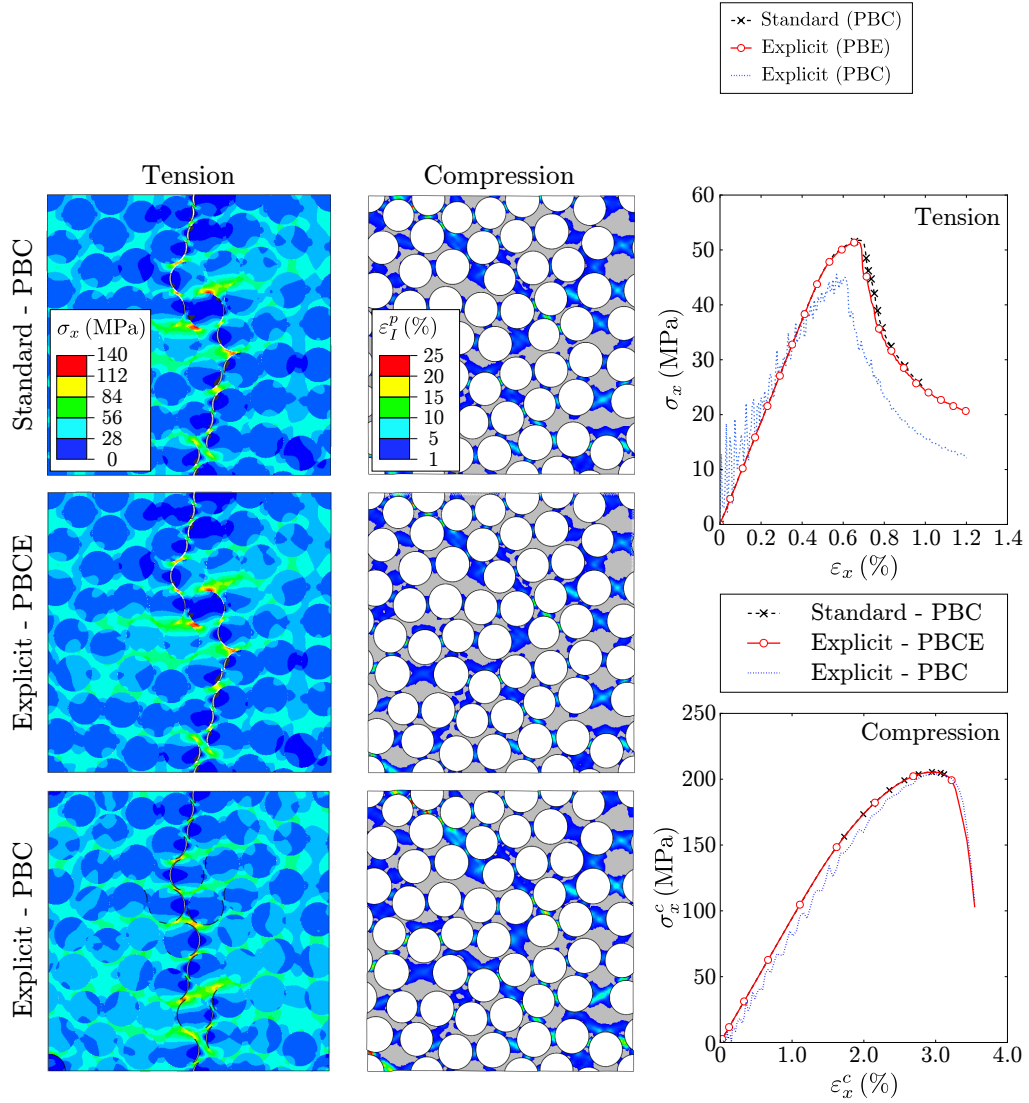 Standard (PBC)
Explicit (PBE)
Explicit (PBC)
Tension
Compression
Standard - PBC
σx (MPa)
140
112
84
56
28
0
ε_I^p (%)
25
20
15
10
5
1
Explicit - PBCE
Explicit - PBC
Tension
60
50
40
30
20
10
0
σx (MPa)
0 0.2 0.4 0.6 0.8 1.0 1.2 1.4
εx (%)
Standard - PBC
Explicit - PBCE
Explicit - PBC
Compression
250
200
150
100
50
0
σ_x^c (MPa)
0 1.0 2.0 3.0 4.0
ε_x^c (%)